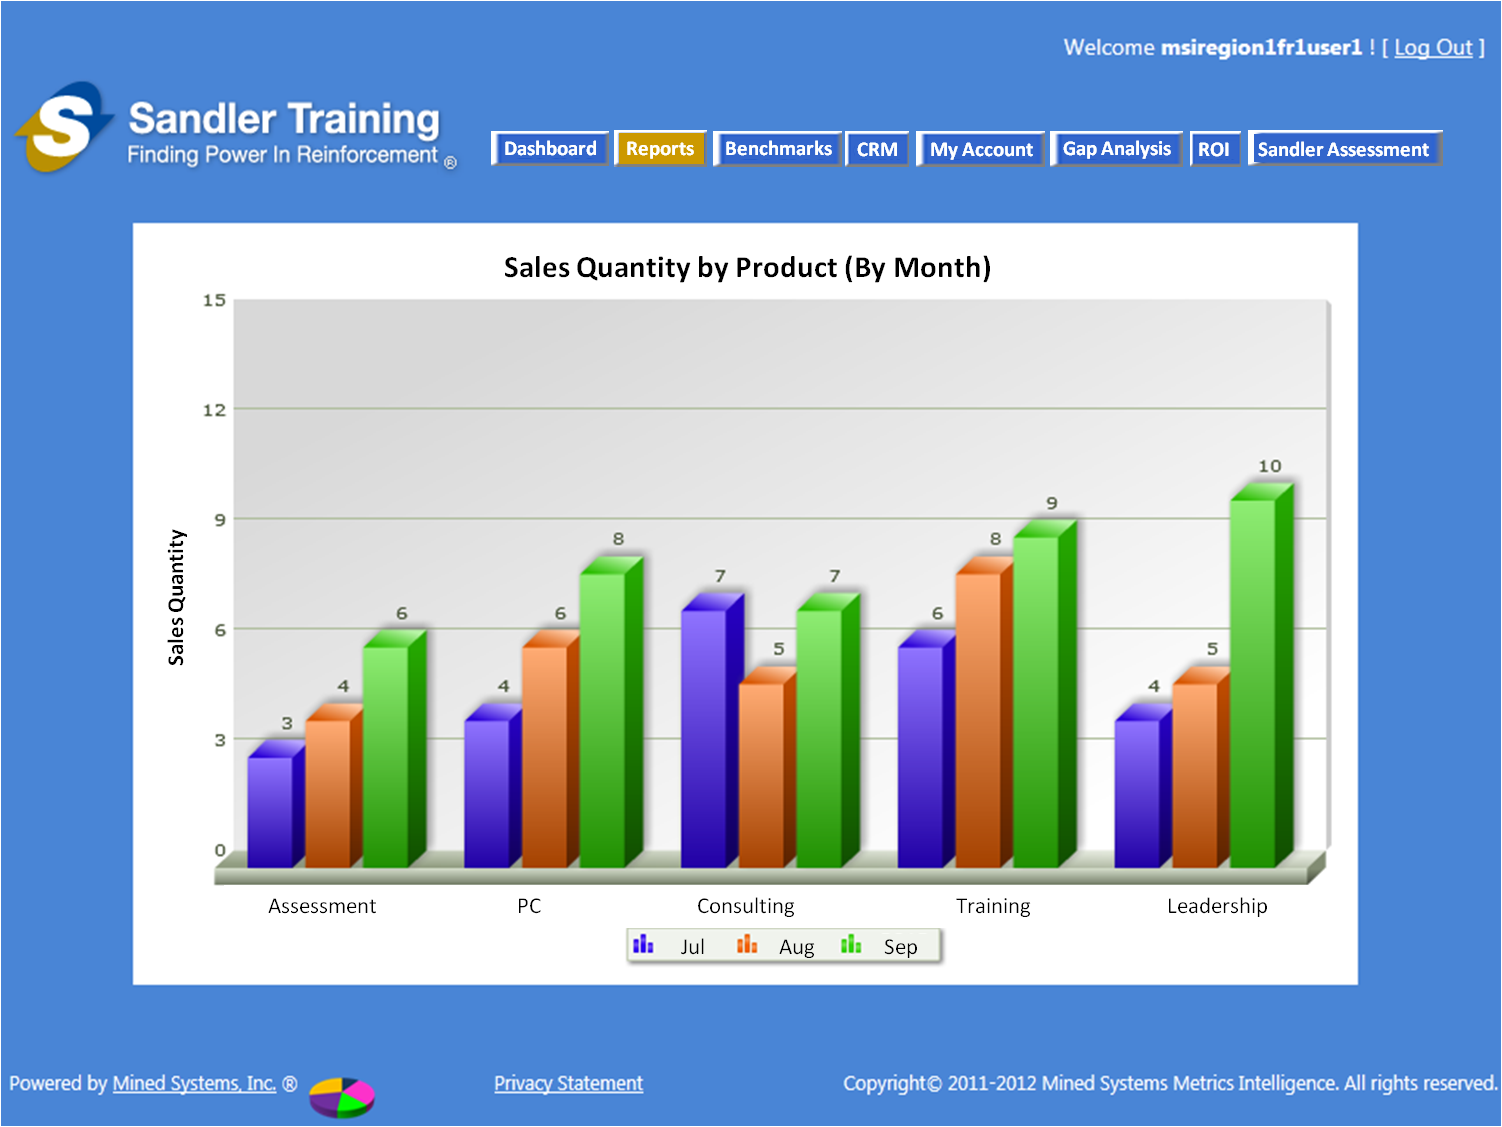 Welcome msiregion1fr1user1 ! [ Log Out ]
Sandler Training
Finding Power In Reinforcement ®
Dashboard Reports Benchmarks CRM My Account Gap Analysis ROI Sandler Assessment
Sales Quantity by Product (By Month)
15
12
9
6
3
0
Sales Quantity
3 4 6
4 6 8
7 5 7
6 8 9
4 5 10
Assessment PC Consulting Training Leadership
Jul Aug Sep
Powered by Mined Systems, Inc. ® Privacy Statement Copyright© 2011-2012 Mined Systems Metrics Intelligence. All rights reserved.